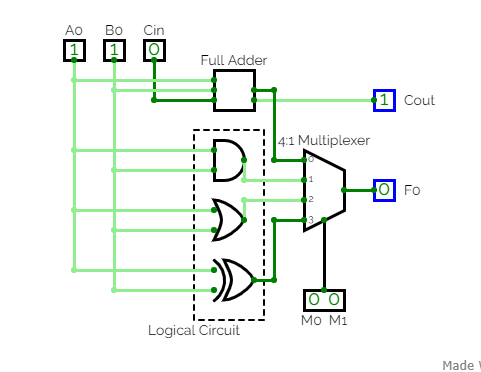 A0 B0 Cin
1 1 0
Full Adder
1 Cout
4:1 Multiplexer
0
1
2
3
0 F0
0 0
M0 M1
Logical Circuit
Made